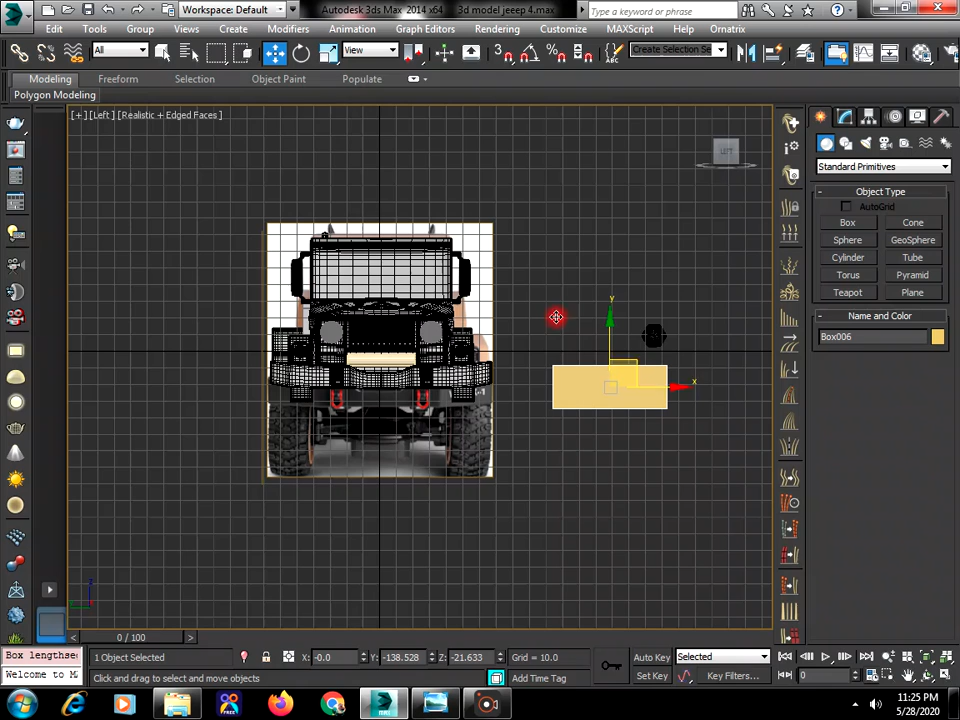 Workspace: Default
Autodesk 3ds Max 2014 x64
3d model jeeep 4.max
Type a keyword or phrase
Edit Tools Group Views Create Modifiers Animation Graph Editors Rendering Customize MAXScript Help Ornatrix
All
View
3
Create Selection Se
Modeling Freeform Selection Object Paint Populate
Polygon Modeling
[+] [Left] [Realistic + Edged Faces]
LEFT
Standard Primitives
- Object Type
AutoGrid
Box Cone
Sphere GeoSphere
Cylinder Tube
Torus Pyramid
Teapot Plane
- Name and Color
Box006
y
x
z
< 0 / 100 >
Box lengthse
Welcome to M
1 Object Selected
X: -0.0
Y: -138.528
Z: -21.633
Grid = 10.0
Click and drag to select and move objects
Add Time Tag
Auto Key Selected
Set Key Key Filters...
0
11:25 PM
5/28/2020